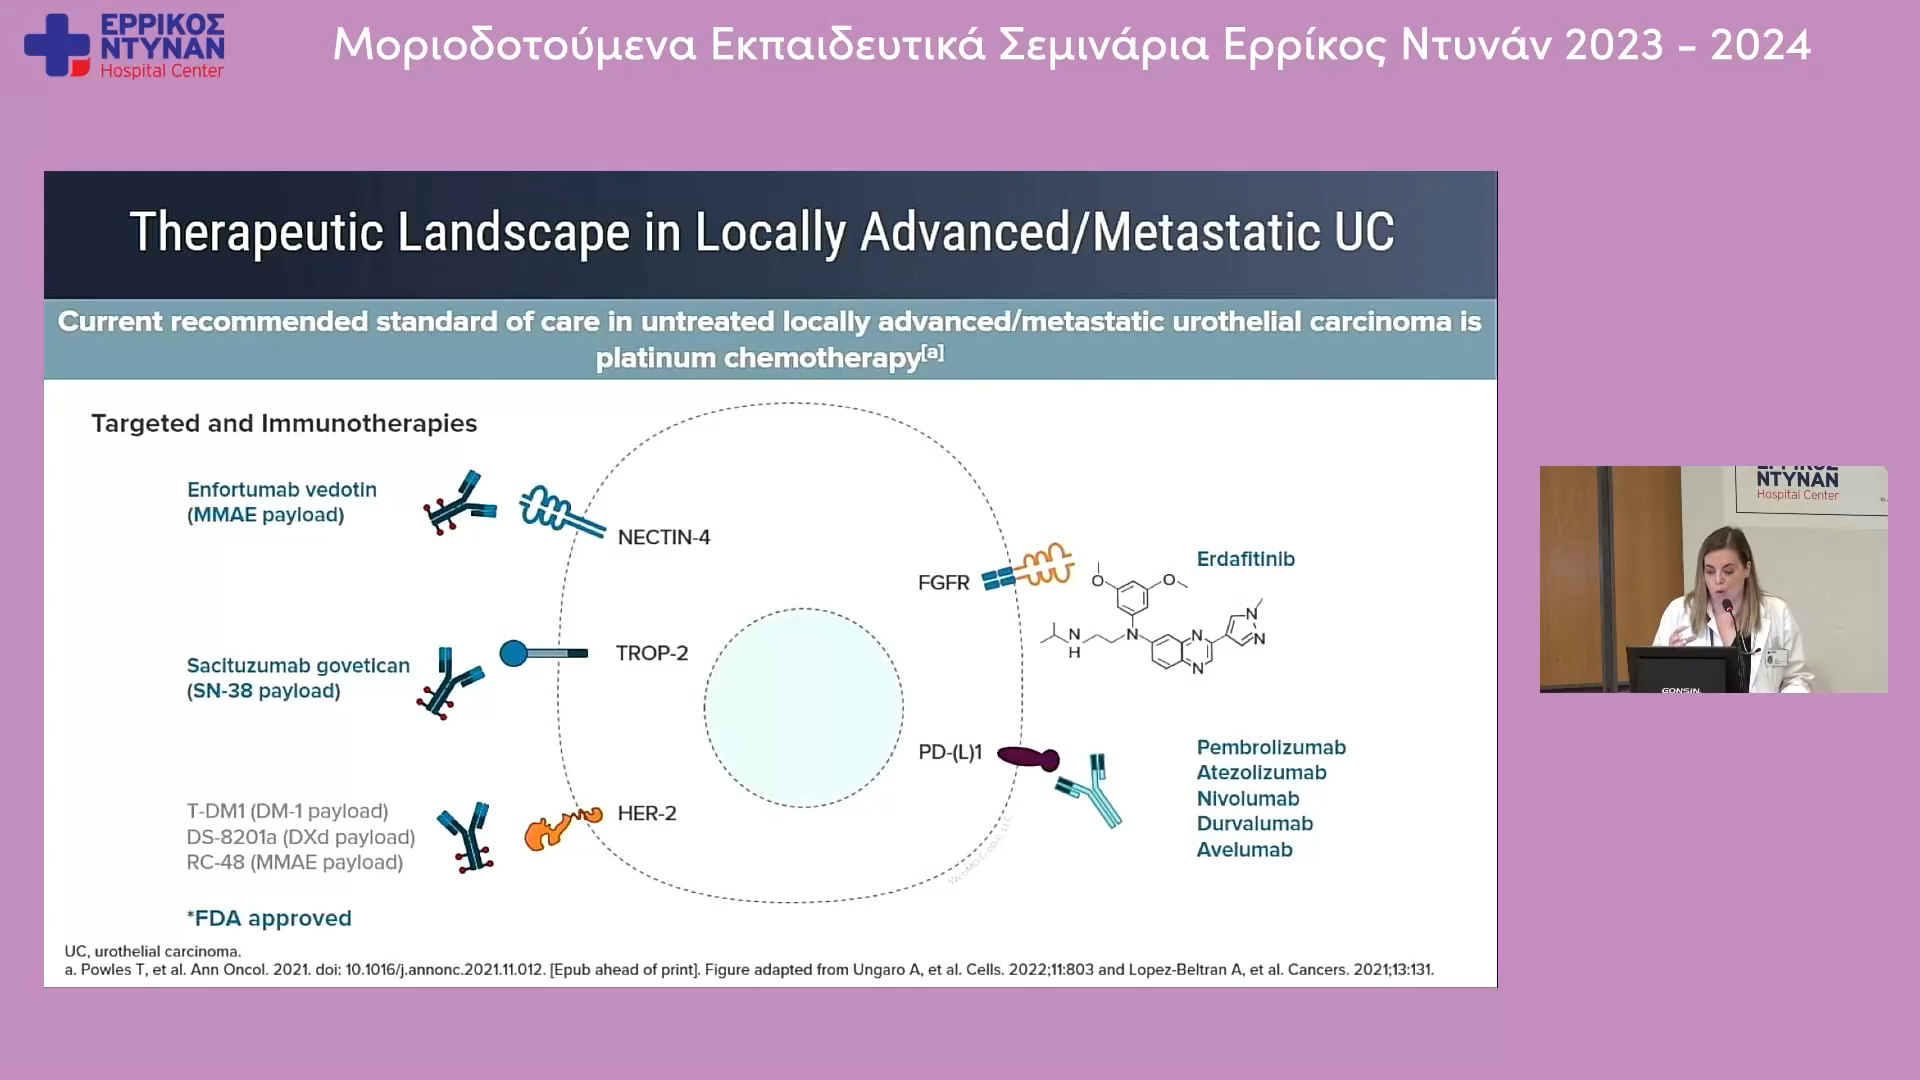 ΕΡΡΙΚΟΣ
ΝΤΥΝΑΝ
Hospital Center
Μοριοδοτούμενα Εκπαιδευτικά Σεμινάρια Ερρίκος Ντυνάν 2023 - 2024
Therapeutic Landscape in Locally Advanced/Metastatic UC
Current recommended standard of care in untreated locally advanced/metastatic urothelial carcinoma is
platinum chemotherapy[a]
Targeted and Immunotherapies
Enfortumab vedotin
(MMAE payload)
NECTIN-4
Sacituzumab govetican
(SN-38 payload)
TROP-2
T-DM1 (DM-1 payload)
DS-8201a (DXd payload)
RC-48 (MMAE payload)
HER-2
FGFR
Erdafitinib
O
O
N
H
N
N
N
N
N
PD-(L)1
Pembrolizumab
Atezolizumab
Nivolumab
Durvalumab
Avelumab
WebMD Global, LLC
*FDA approved
UC, urothelial carcinoma.
a. Powles T, et al. Ann Oncol. 2021. doi: 10.1016/j.annonc.2021.11.012. [Epub ahead of print]. Figure adapted from Ungaro A, et al. Cells. 2022;11:803 and Lopez-Beltran A, et al. Cancers. 2021;13:131.
ΕΡΡΙΚΟΣ
ΝΤΥΝΑΝ
Hospital Center
GONSIN